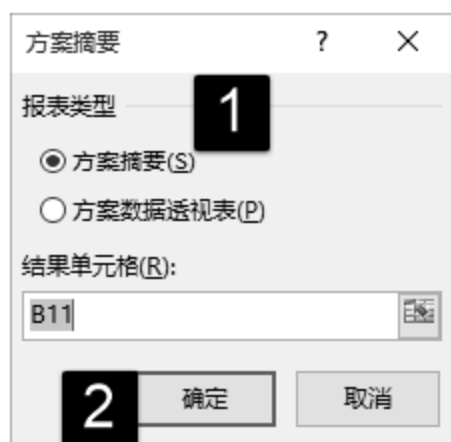 方案摘要 ? ×
报表类型 1
方案摘要(S)
方案数据透视表(P)
结果单元格(R):
B11
2 确定 取消